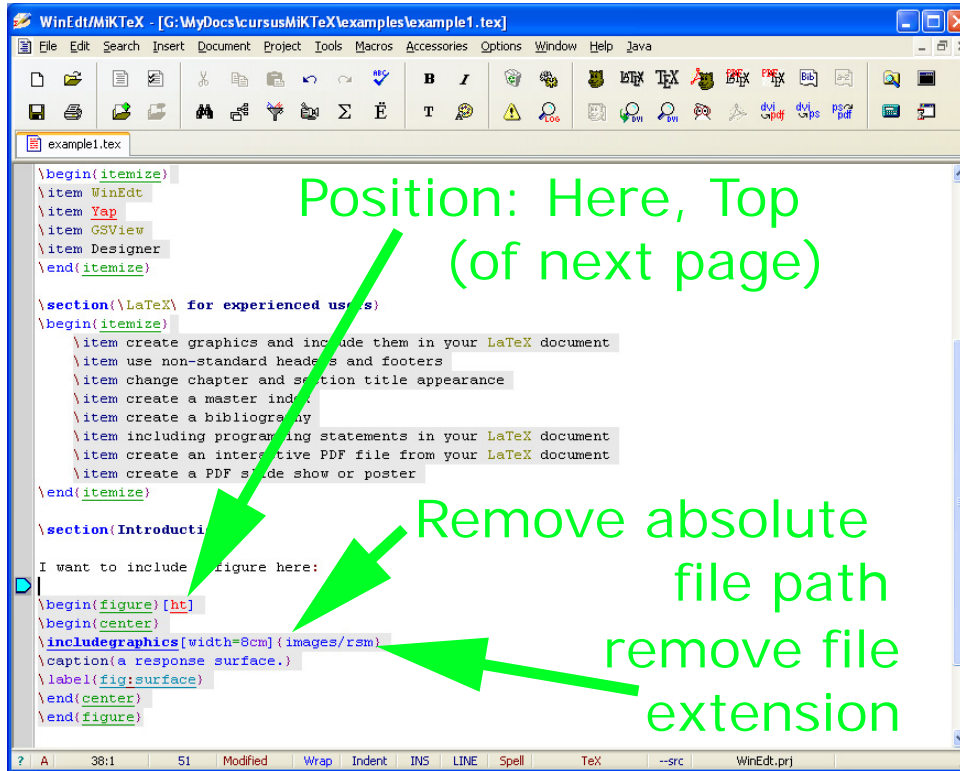 WinEdt/MiKTeX - [G:\MyDocs\cursusMiKTeX\examples\example1.tex]
File Edit Search Insert Document Project Tools Macros Accessories Options Window Help Java
example1.tex
\begin{itemize}
\item WinEdt
\item Yap
\item GSView
\item Designer
\end{itemize}
Position: Here, Top
(of next page)
\section{\LaTeX\ for experienced users}
\begin{itemize}
\item create graphics and include them in your LaTeX document
\item use non-standard headers and footers
\item change chapter and section title appearance
\item create a master index
\item create a bibliography
\item including programming statements in your LaTeX document
\item create an interactive PDF file from your LaTeX document
\item create a PDF slide show or poster
\end{itemize}
\section{Introducti
I want to include figure here:
Remove absolute
file path
\begin{figure}[ht]
\begin{center}
\includegraphics[width=8cm]{images/rsm}
\caption{a response surface.}
\label{fig:surface}
\end{center}
\end{figure}
remove file
extension
? A 38:1 51 Modified Wrap Indent INS LINE Spell TeX --src WinEdt.prj